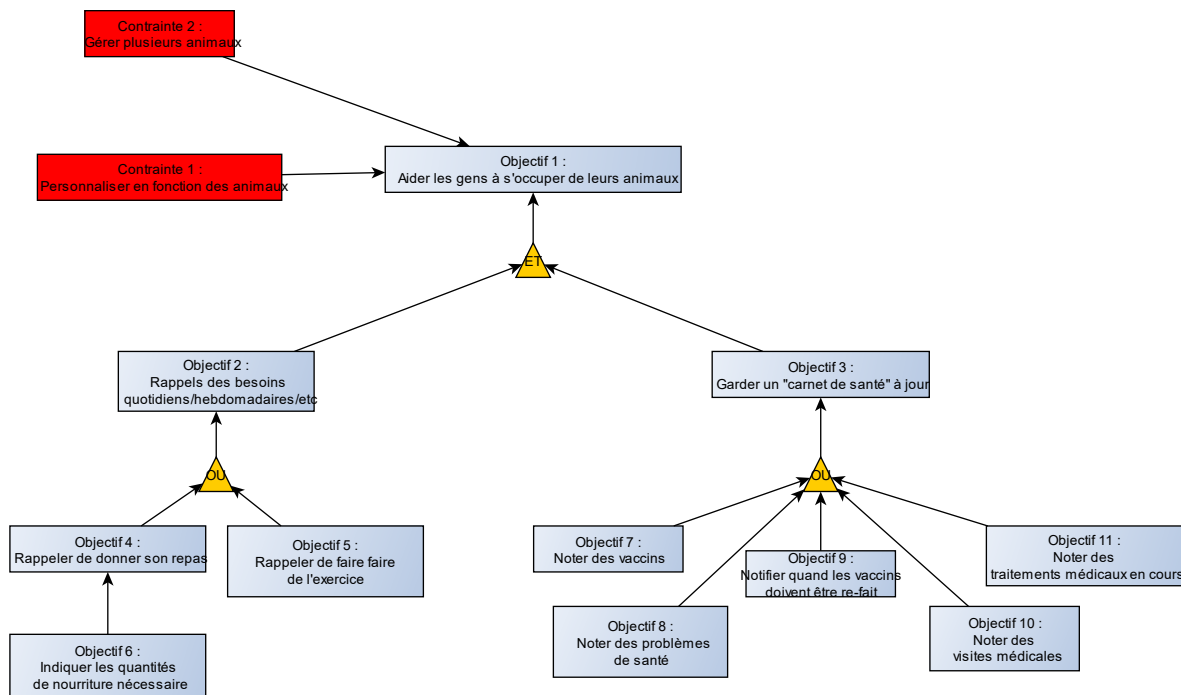 Contrainte 2 :
Gérer plusieurs animaux
Contrainte 1 :
Personnaliser en fonction des animaux
Objectif 1 :
Aider les gens à s'occuper de leurs animaux
ET
Objectif 2 :
Rappels des besoins
quotidiens/hebdomadaires/etc
Objectif 3 :
Garder un "carnet de santé" à jour
OU
OU
Objectif 4 :
Rappeler de donner son repas
Objectif 5 :
Rappeler de faire faire
de l'exercice
Objectif 7 :
Noter des vaccins
Objectif 9 :
Notifier quand les vaccins
doivent être re-fait
Objectif 11 :
Noter des
traitements médicaux en cours
Objectif 6 :
Indiquer les quantités
de nourriture nécessaire
Objectif 8 :
Noter des problèmes
de santé
Objectif 10 :
Noter des
visites médicales